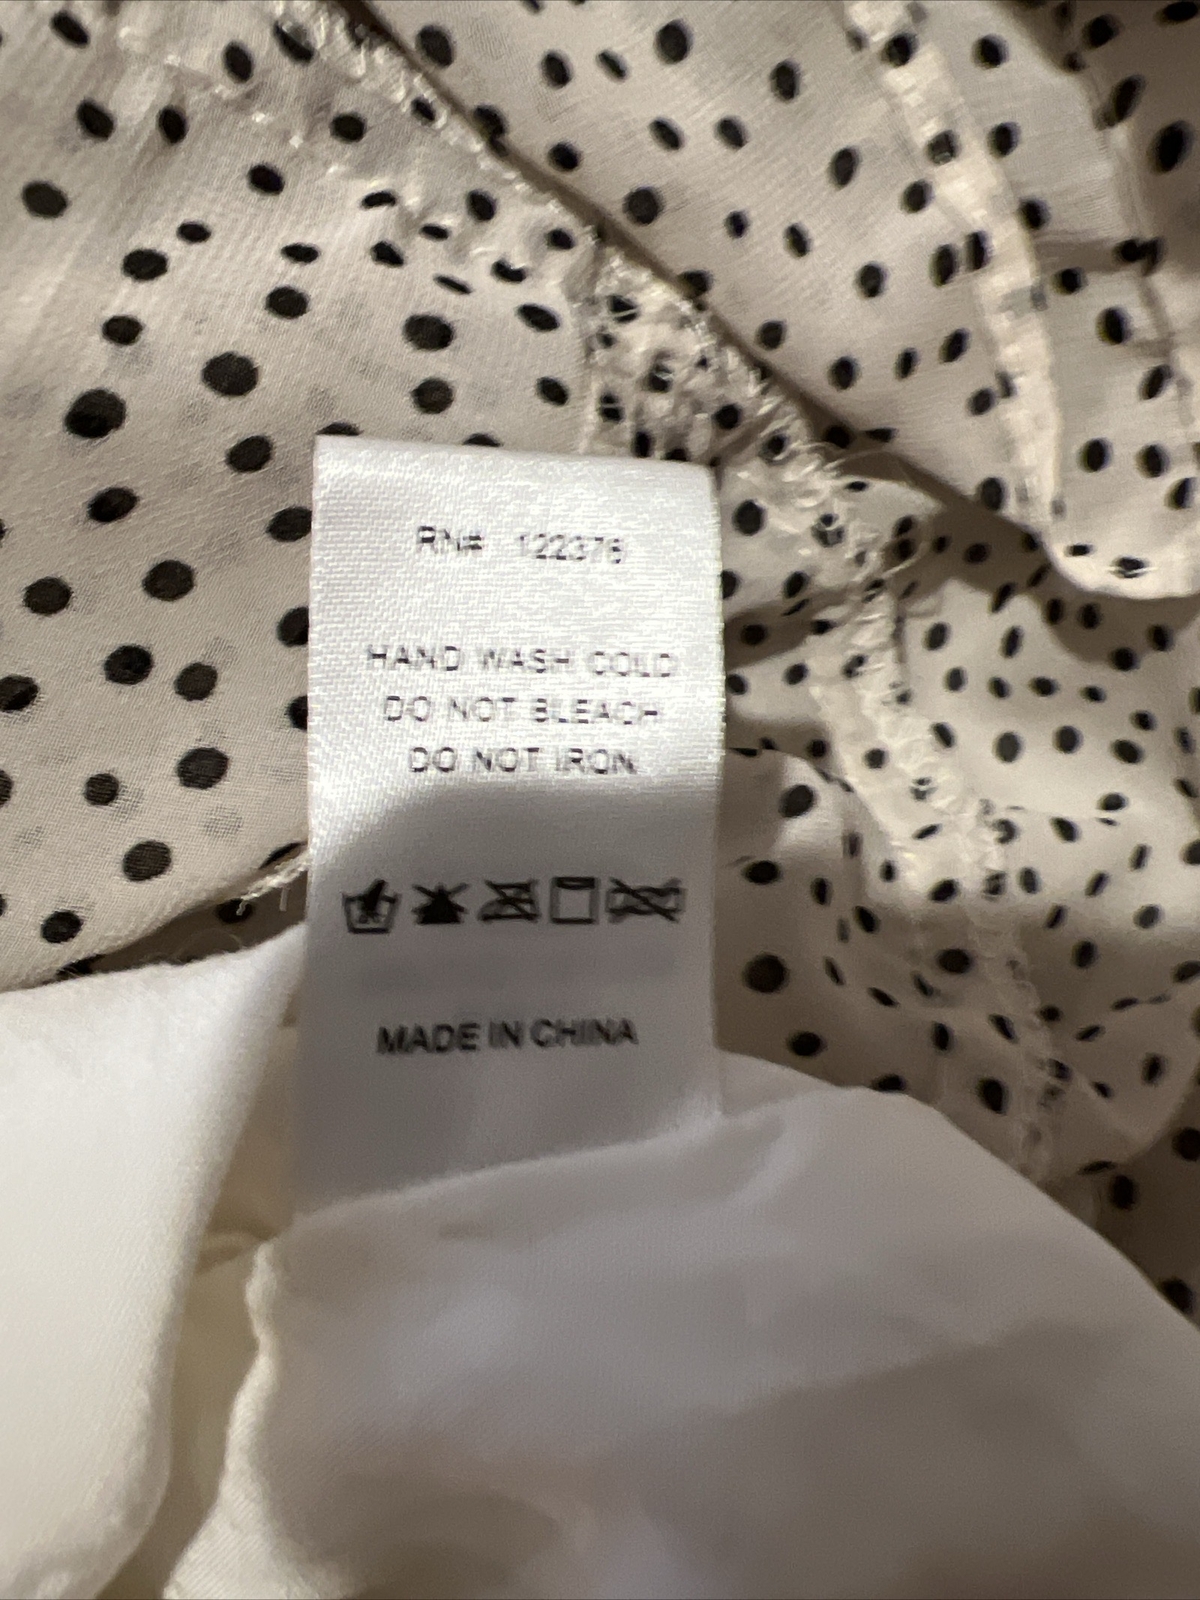 RN# 122376
HAND WASH COLD
DO NOT BLEACH
DO NOT IRON
MADE IN CHINA